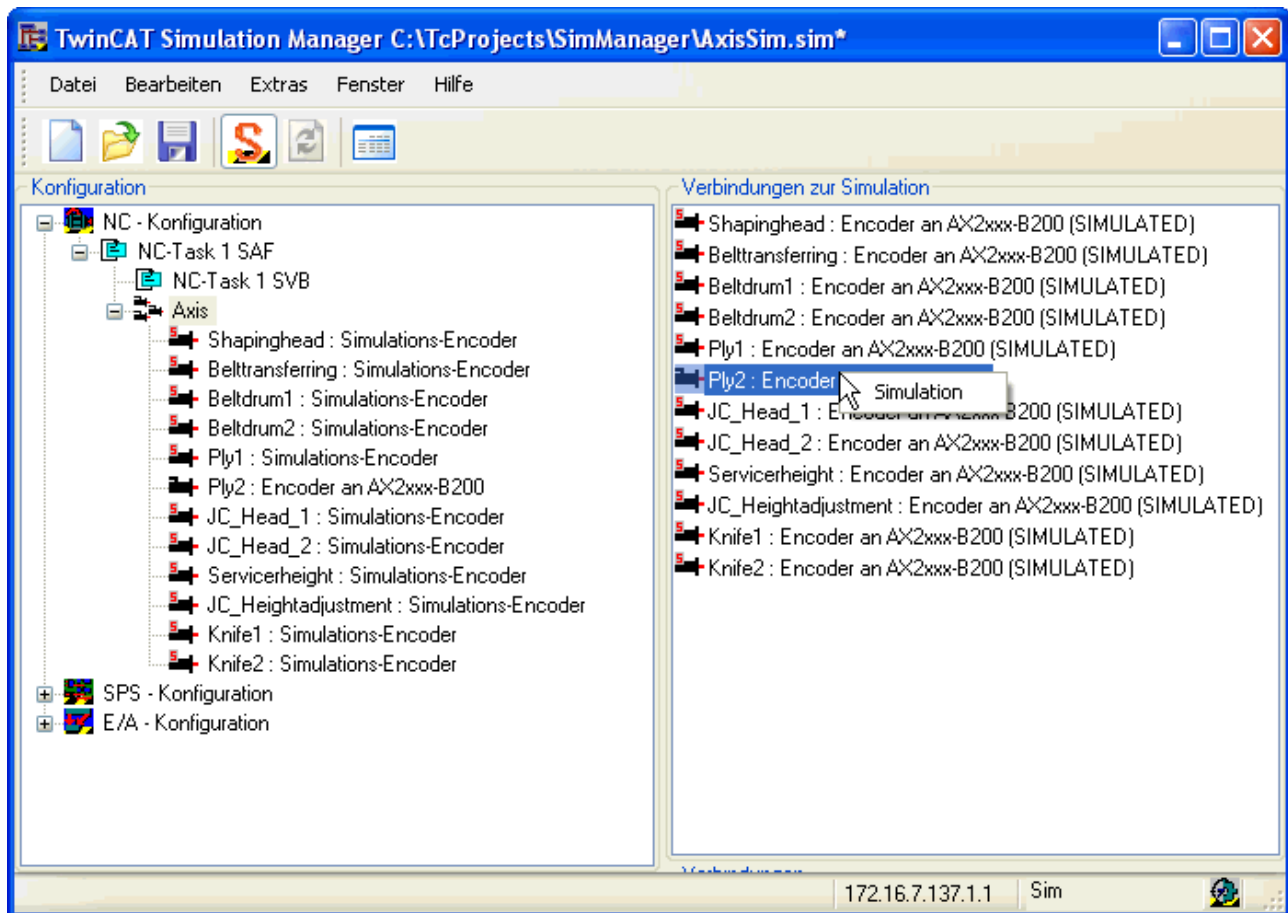 TwinCAT Simulation Manager C:\TcProjects\SimManager\AxisSim.sim*
Datei Bearbeiten Extras Fenster Hilfe
Konfiguration
NC - Konfiguration
NC-Task 1 SAF
NC-Task 1 SVB
Axis
Shapinghead : Simulations-Encoder
Belttransferring : Simulations-Encoder
Beltdrum1 : Simulations-Encoder
Beltdrum2 : Simulations-Encoder
Ply1 : Simulations-Encoder
Ply2 : Encoder an AX2xxx-B200
JC_Head_1 : Simulations-Encoder
JC_Head_2 : Simulations-Encoder
Servicerheight : Simulations-Encoder
JC_Heightadjustment : Simulations-Encoder
Knife1 : Simulations-Encoder
Knife2 : Simulations-Encoder
SPS - Konfiguration
E/A - Konfiguration
Verbindungen zur Simulation
Shapinghead : Encoder an AX2xxx-B200 (SIMULATED)
Belttransferring : Encoder an AX2xxx-B200 (SIMULATED)
Beltdrum1 : Encoder an AX2xxx-B200 (SIMULATED)
Beltdrum2 : Encoder an AX2xxx-B200 (SIMULATED)
Ply1 : Encoder an AX2xxx-B200 (SIMULATED)
Ply2 : Encoder
Simulation
JC_Head_1 : Encoder an AX2xxx-B200 (SIMULATED)
JC_Head_2 : Encoder an AX2xxx-B200 (SIMULATED)
Servicerheight : Encoder an AX2xxx-B200 (SIMULATED)
JC_Heightadjustment : Encoder an AX2xxx-B200 (SIMULATED)
Knife1 : Encoder an AX2xxx-B200 (SIMULATED)
Knife2 : Encoder an AX2xxx-B200 (SIMULATED)
Verbindungen
172.16.7.137.1.1 Sim